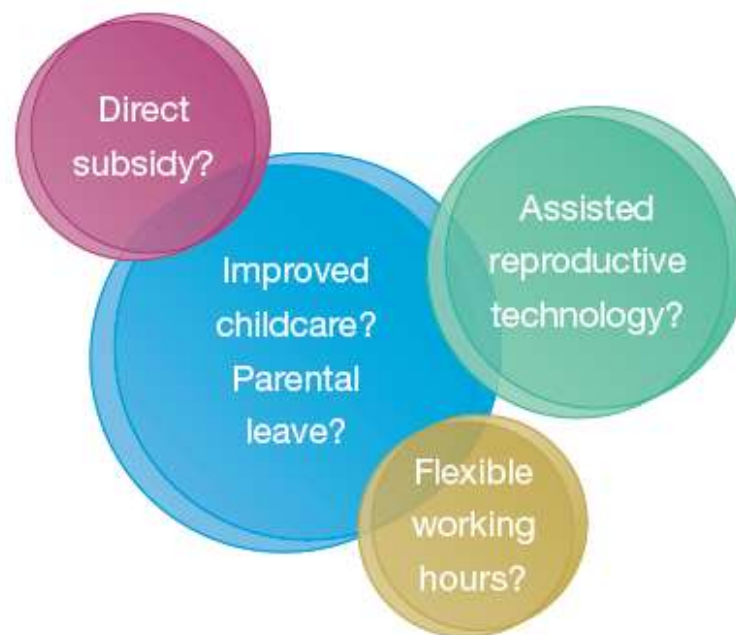 Direct
subsidy?
Improved
childcare?
Parental
leave?
Assisted
reproductive
technology?
Flexible
working
hours?